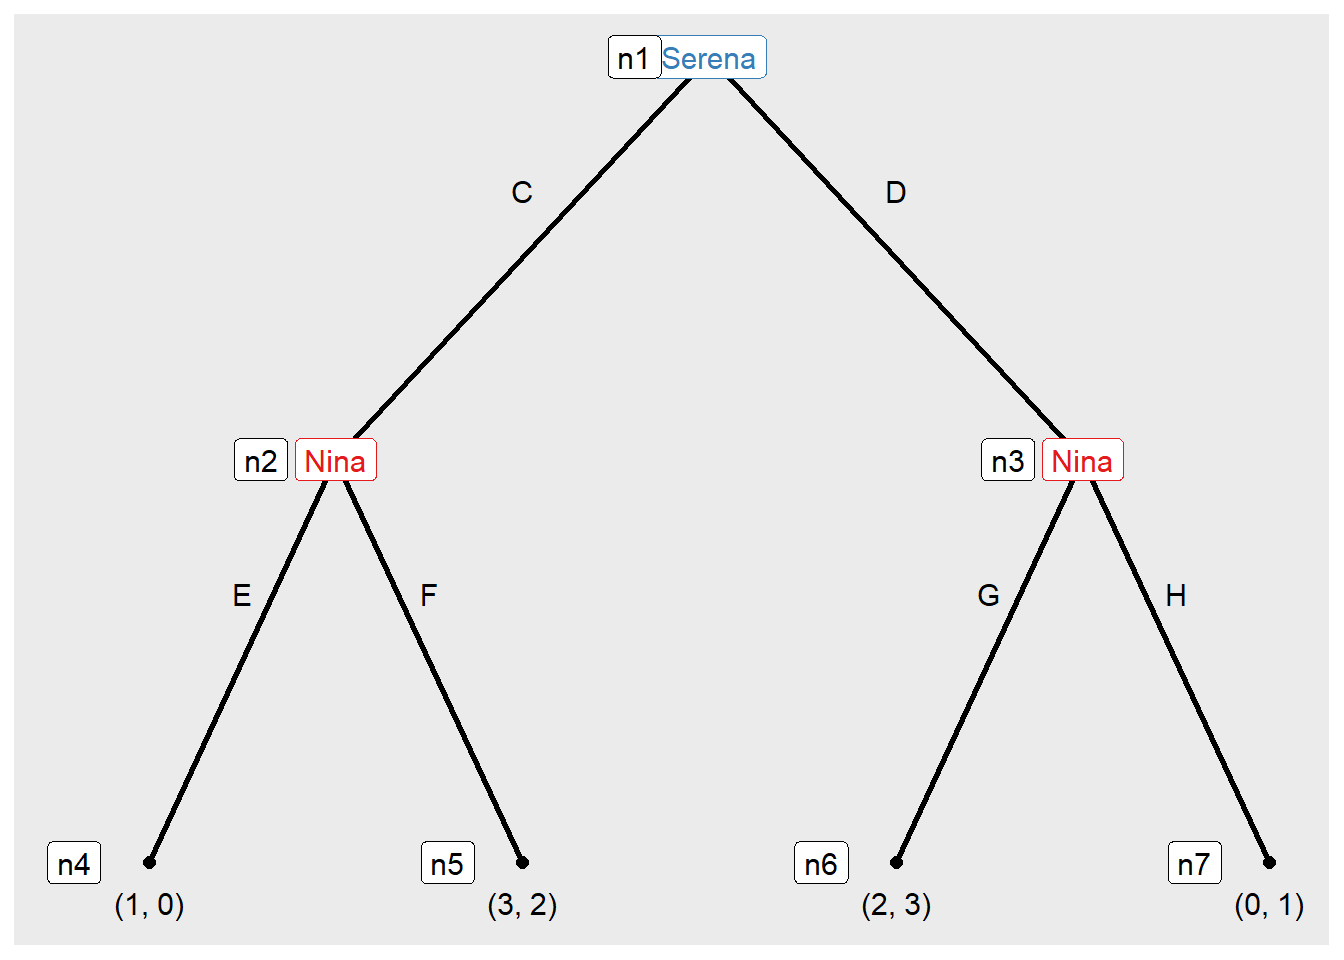 n1 Serena
C D
n2 Nina n3 Nina
E F G H
n4 n5 n6 n7
(1, 0) (3, 2) (2, 3) (0, 1)